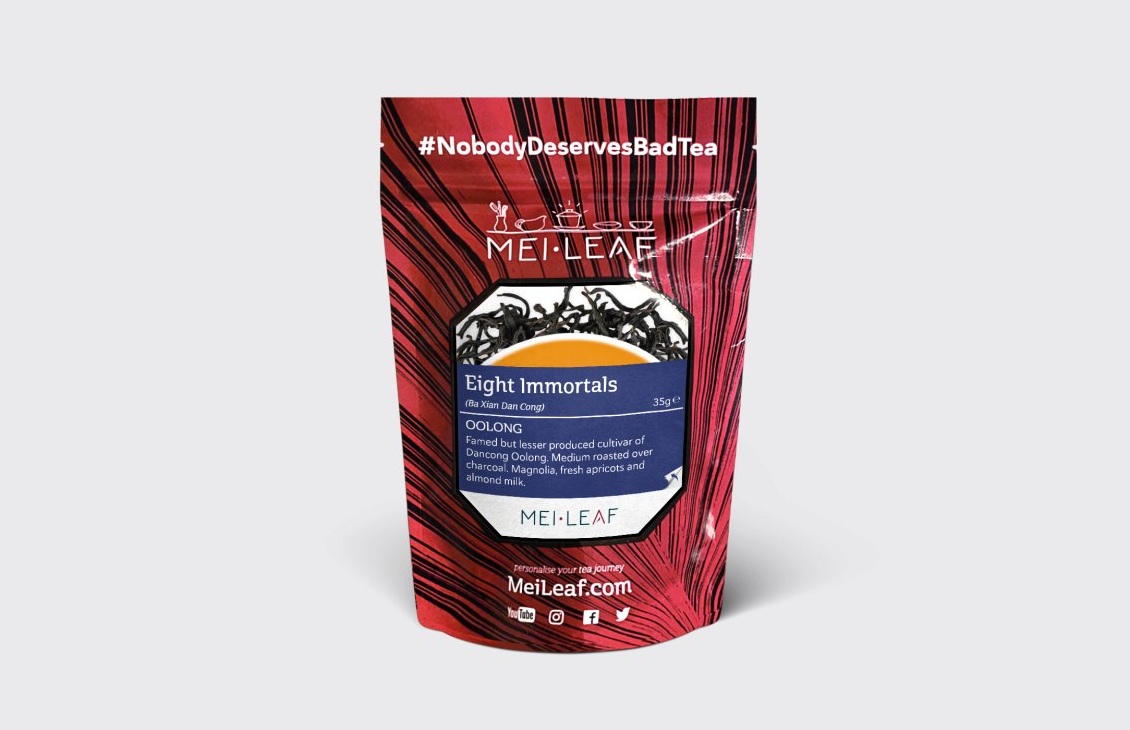 #NobodyDeservesBadTea
MEI·LEAF
Eight Immortals
(Ba Xian Dan Cong)
35g ℮
OOLONG
Famed but lesser produced cultivar of
Dancong Oolong. Medium roasted over
charcoal. Magnolia, fresh apricots and
almond milk.
MEI·LEAF
personalise your tea journey
MeiLeaf.com
YouTube